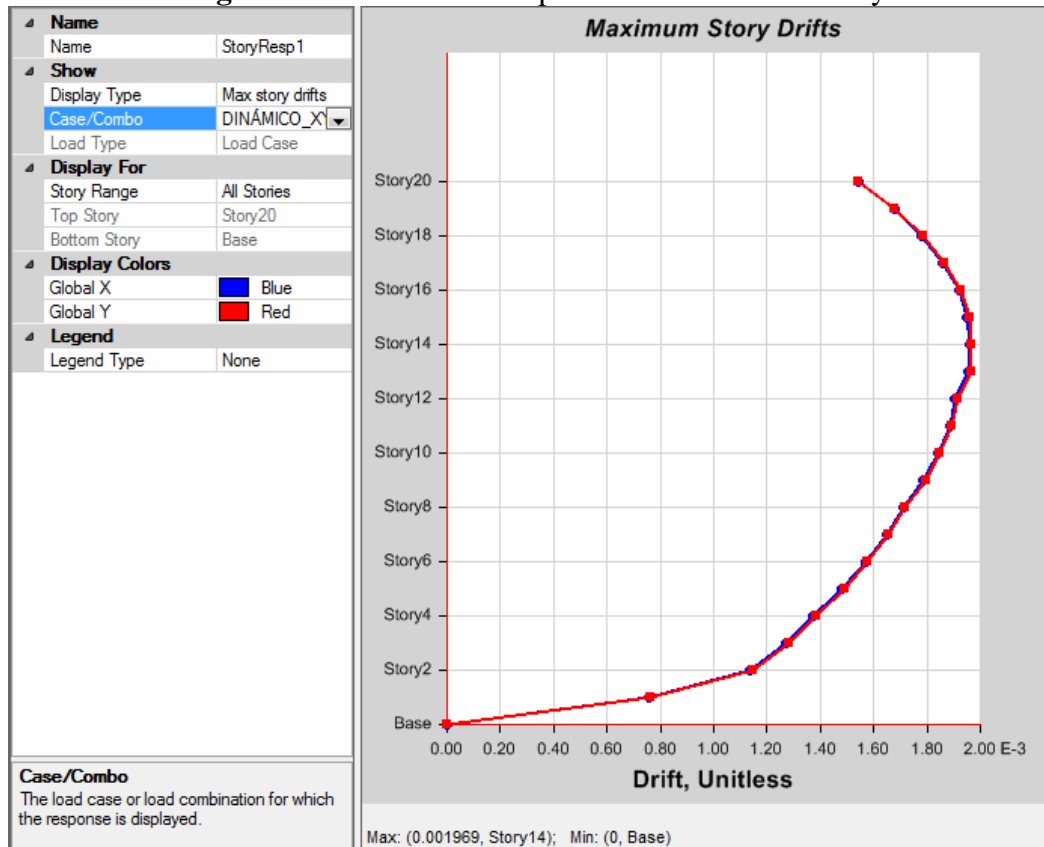 Name
Name StoryResp1
Show
Display Type Max story drifts
Case/Combo DINÁMICO_XY
Load Type Load Case
Display For
Story Range All Stories
Top Story Story20
Bottom Story Base
Display Colors
Global X Blue
Global Y Red
Legend
Legend Type None
Case/Combo
The load case or load combination for which
the response is displayed.
Maximum Story Drifts
Story20
Story18
Story16
Story14
Story12
Story10
Story8
Story6
Story4
Story2
Base
0.00 0.20 0.40 0.60 0.80 1.00 1.20 1.40 1.60 1.80 2.00 E-3
Drift, Unitless
Max: (0.001969, Story14); Min: (0, Base)